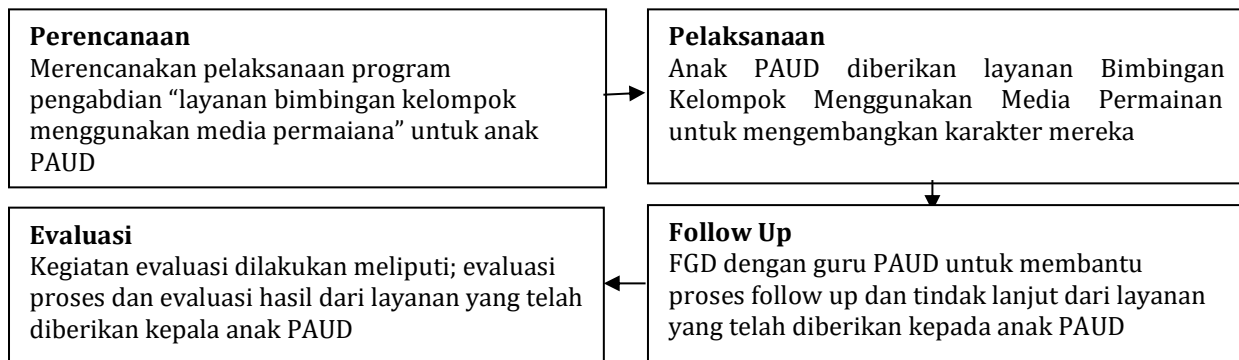 Perencanaan
Merencanakan pelaksanaan program
pengabdian “layanan bimbingan kelompok
menggunakan media permaiana” untuk anak
PAUD
Pelaksanaan
Anak PAUD diberikan layanan Bimbingan
Kelompok Menggunakan Media Permainan
untuk mengembangkan karakter mereka
Follow Up
FGD dengan guru PAUD untuk membantu
proses follow up dan tindak lanjut dari layanan
yang telah diberikan kepada anak PAUD
Evaluasi
Kegiatan evaluasi dilakukan meliputi; evaluasi
proses dan evaluasi hasil dari layanan yang telah
diberikan kepala anak PAUD